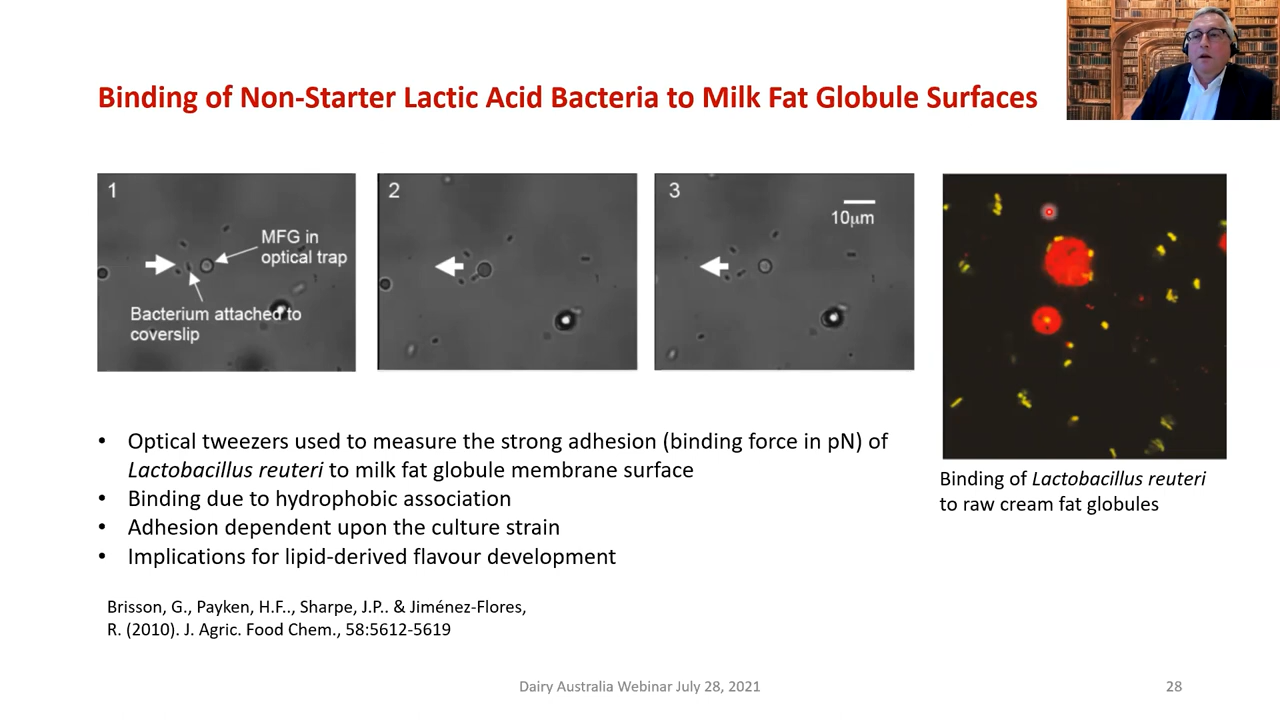 Binding of Non-Starter Lactic Acid Bacteria to Milk Fat Globule Surfaces
1
MFG in
optical trap
Bacterium attached to
coverslip
2
3
10μm
Binding of Lactobacillus reuteri
to raw cream fat globules
• Optical tweezers used to measure the strong adhesion (binding force in pN) of
Lactobacillus reuteri to milk fat globule membrane surface
• Binding due to hydrophobic association
• Adhesion dependent upon the culture strain
• Implications for lipid-derived flavour development
Brisson, G., Payken, H.F.., Sharpe, J.P.. & Jiménez-Flores,
R. (2010). J. Agric. Food Chem., 58:5612-5619
Dairy Australia Webinar July 28, 2021
28